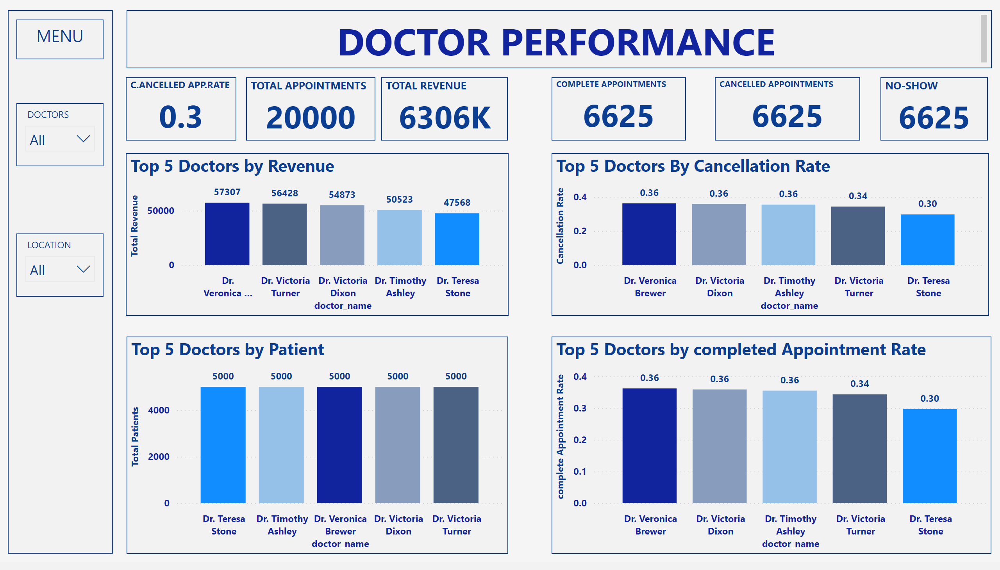 MENU
DOCTORS
All
LOCATION
All
DOCTOR PERFORMANCE
C.ANCELLED APP.RATE
0.3
TOTAL APPOINTMENTS
20000
TOTAL REVENUE
6306K
COMPLETE APPOINTMENTS
6625
CANCELLED APPOINTMENTS
6625
NO-SHOW
6625
Top 5 Doctors by Revenue
Total Revenue
50000
0
57307
56428
54873
50523
47568
Dr.
Veronica ...
Dr. Victoria
Turner
Dr. Victoria
Dixon
Dr. Timothy
Ashley
Dr. Teresa
Stone
doctor_name
Top 5 Doctors By Cancellation Rate
Cancellation Rate
0.4
0.2
0.0
0.36
0.36
0.36
0.34
0.30
Dr. Veronica
Brewer
Dr. Victoria
Dixon
Dr. Timothy
Ashley
Dr. Victoria
Turner
Dr. Teresa
Stone
doctor_name
Top 5 Doctors by Patient
Total Patients
4000
2000
0
5000
5000
5000
5000
5000
Dr. Teresa
Stone
Dr. Timothy
Ashley
Dr. Veronica
Brewer
Dr. Victoria
Dixon
Dr. Victoria
Turner
doctor_name
Top 5 Doctors by completed Appointment Rate
complete Appointment Rate
0.4
0.3
0.2
0.1
0.0
0.36
0.36
0.36
0.34
0.30
Dr. Veronica
Brewer
Dr. Victoria
Dixon
Dr. Timothy
Ashley
Dr. Victoria
Turner
Dr. Teresa
Stone
doctor_name